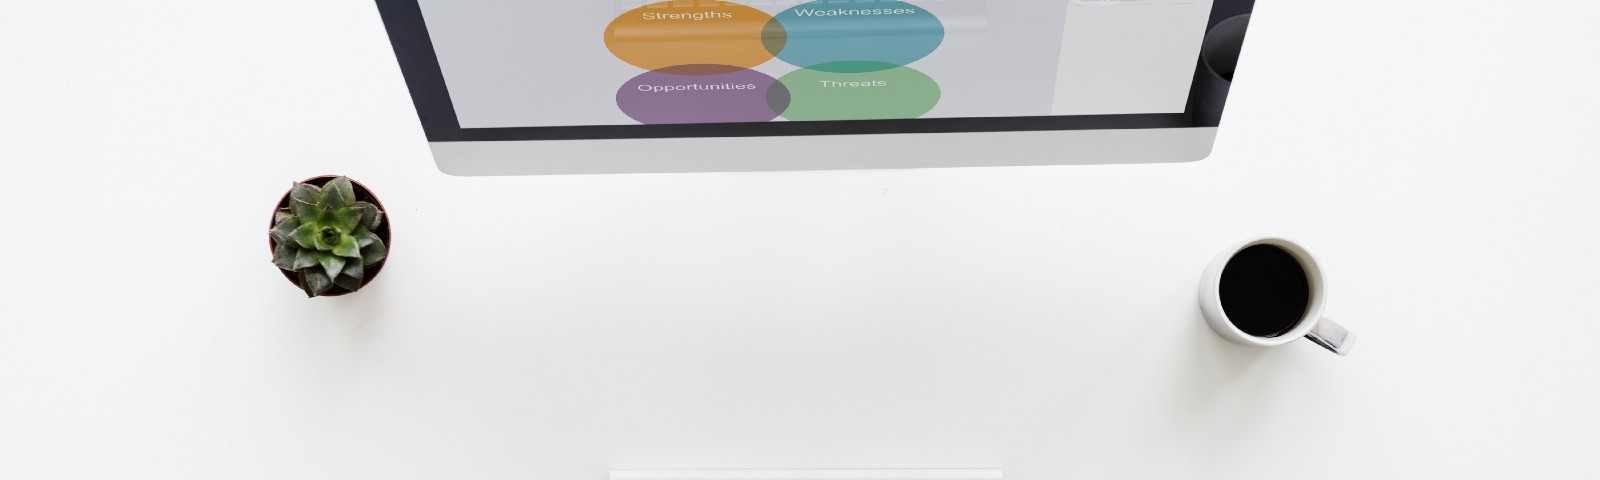 Strengths Weaknesses
Opportunities Threats